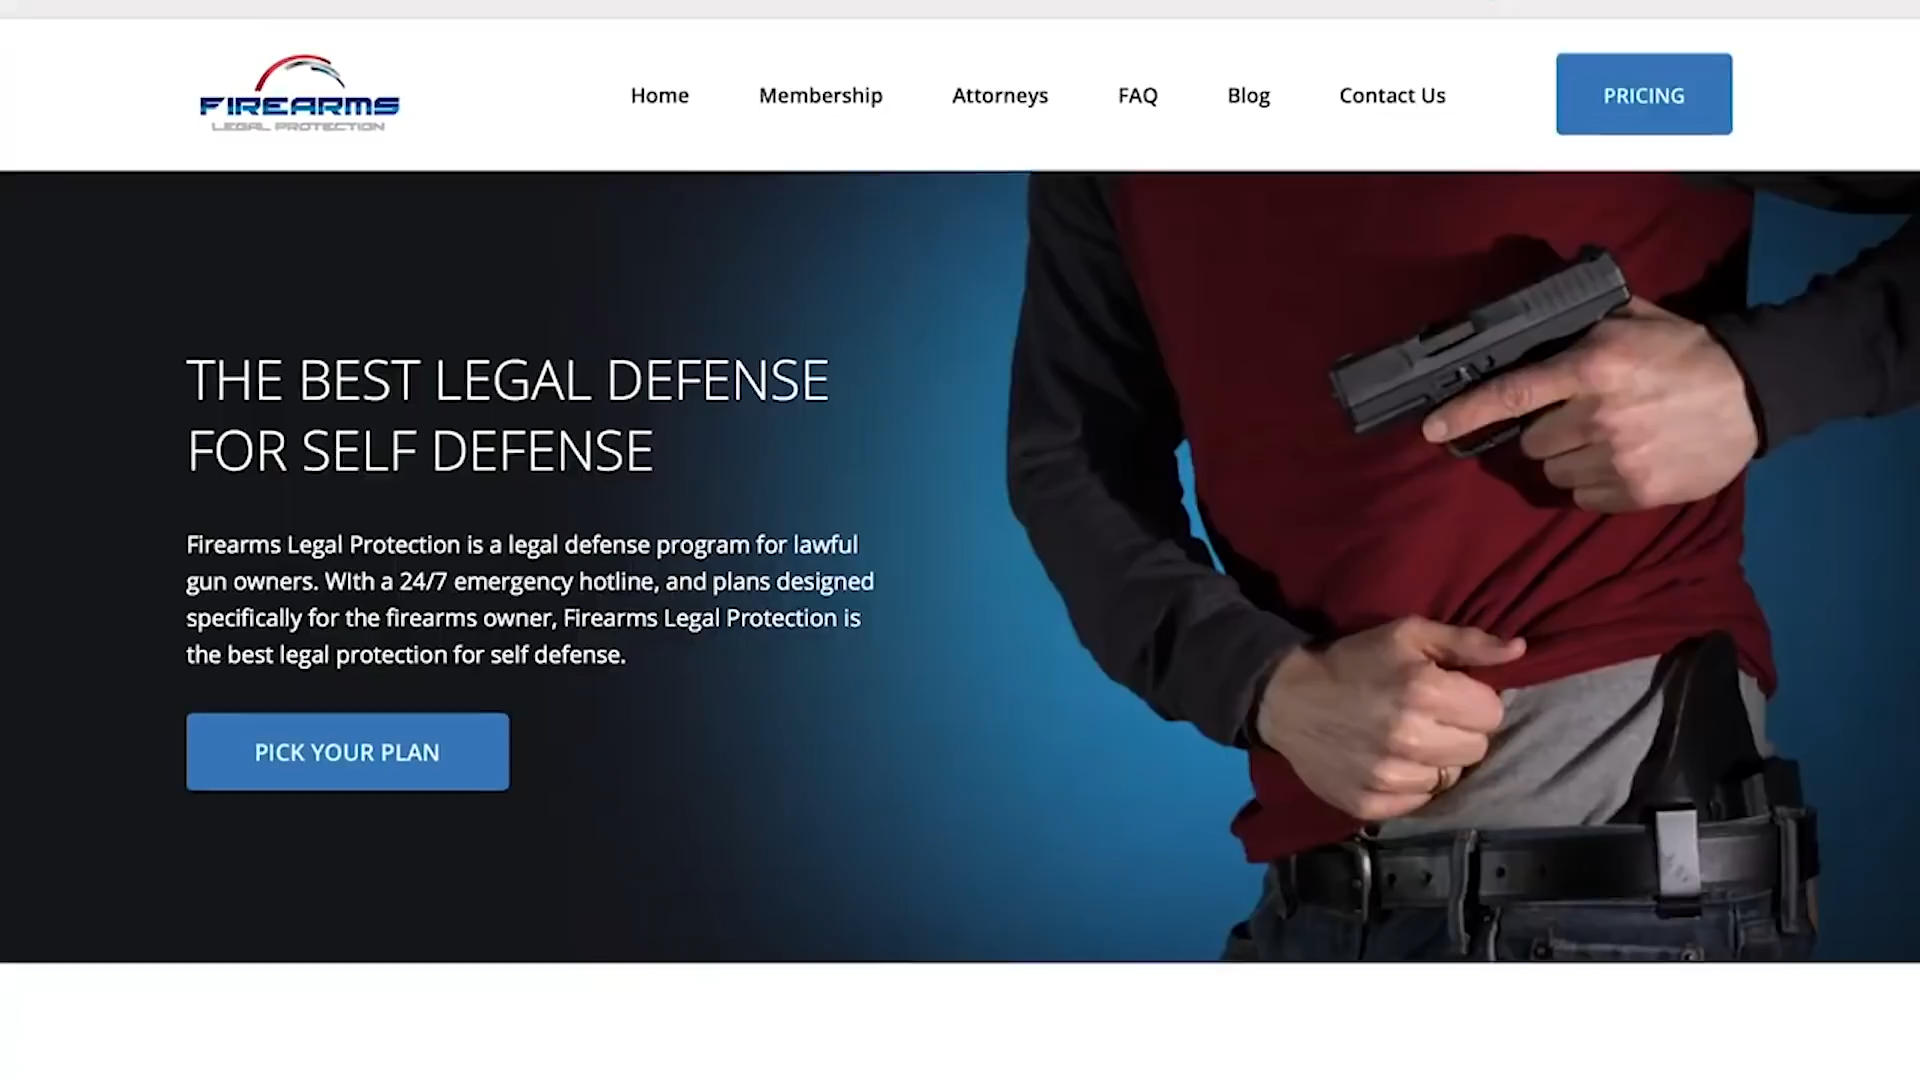 FIREARMS
LEGAL PROTECTION
Home
Membership
Attorneys
FAQ
Blog
Contact Us
PRICING
THE BEST LEGAL DEFENSE
FOR SELF DEFENSE
Firearms Legal Protection is a legal defense program for lawful
gun owners. WIth a 24/7 emergency hotline, and plans designed
specifically for the firearms owner, Firearms Legal Protection is
the best legal protection for self defense.
PICK YOUR PLAN